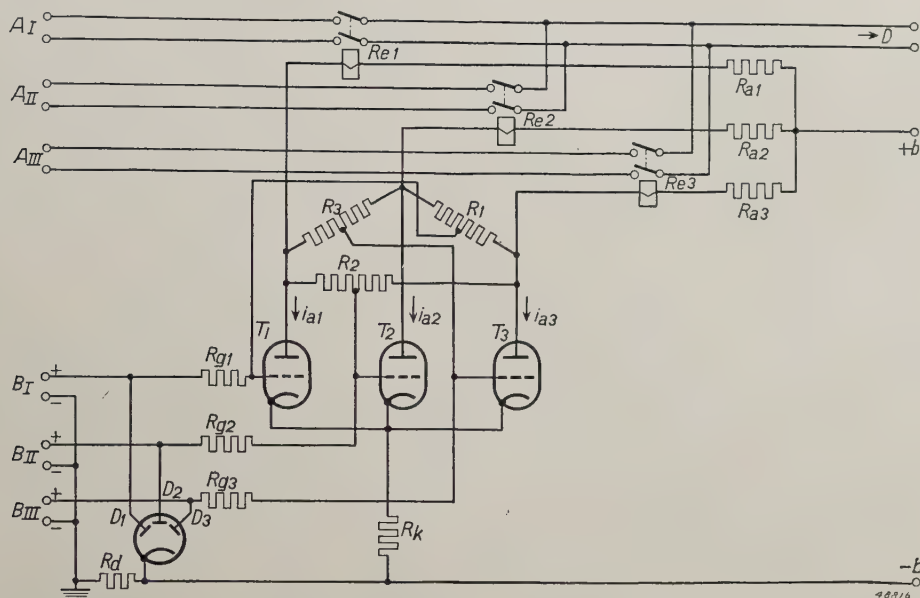 AI
Re1
→ D
Ra1
AII
Re2
Ra2
+b
AIII
Re3
Ra3
R3
R1
R2
ia1
ia2
ia3
T1
T2
T3
BI
+
-
Rg1
BII
+
-
Rg2
BIII
+
-
Rg3
D1
D2
D3
Rk
Rd
-b